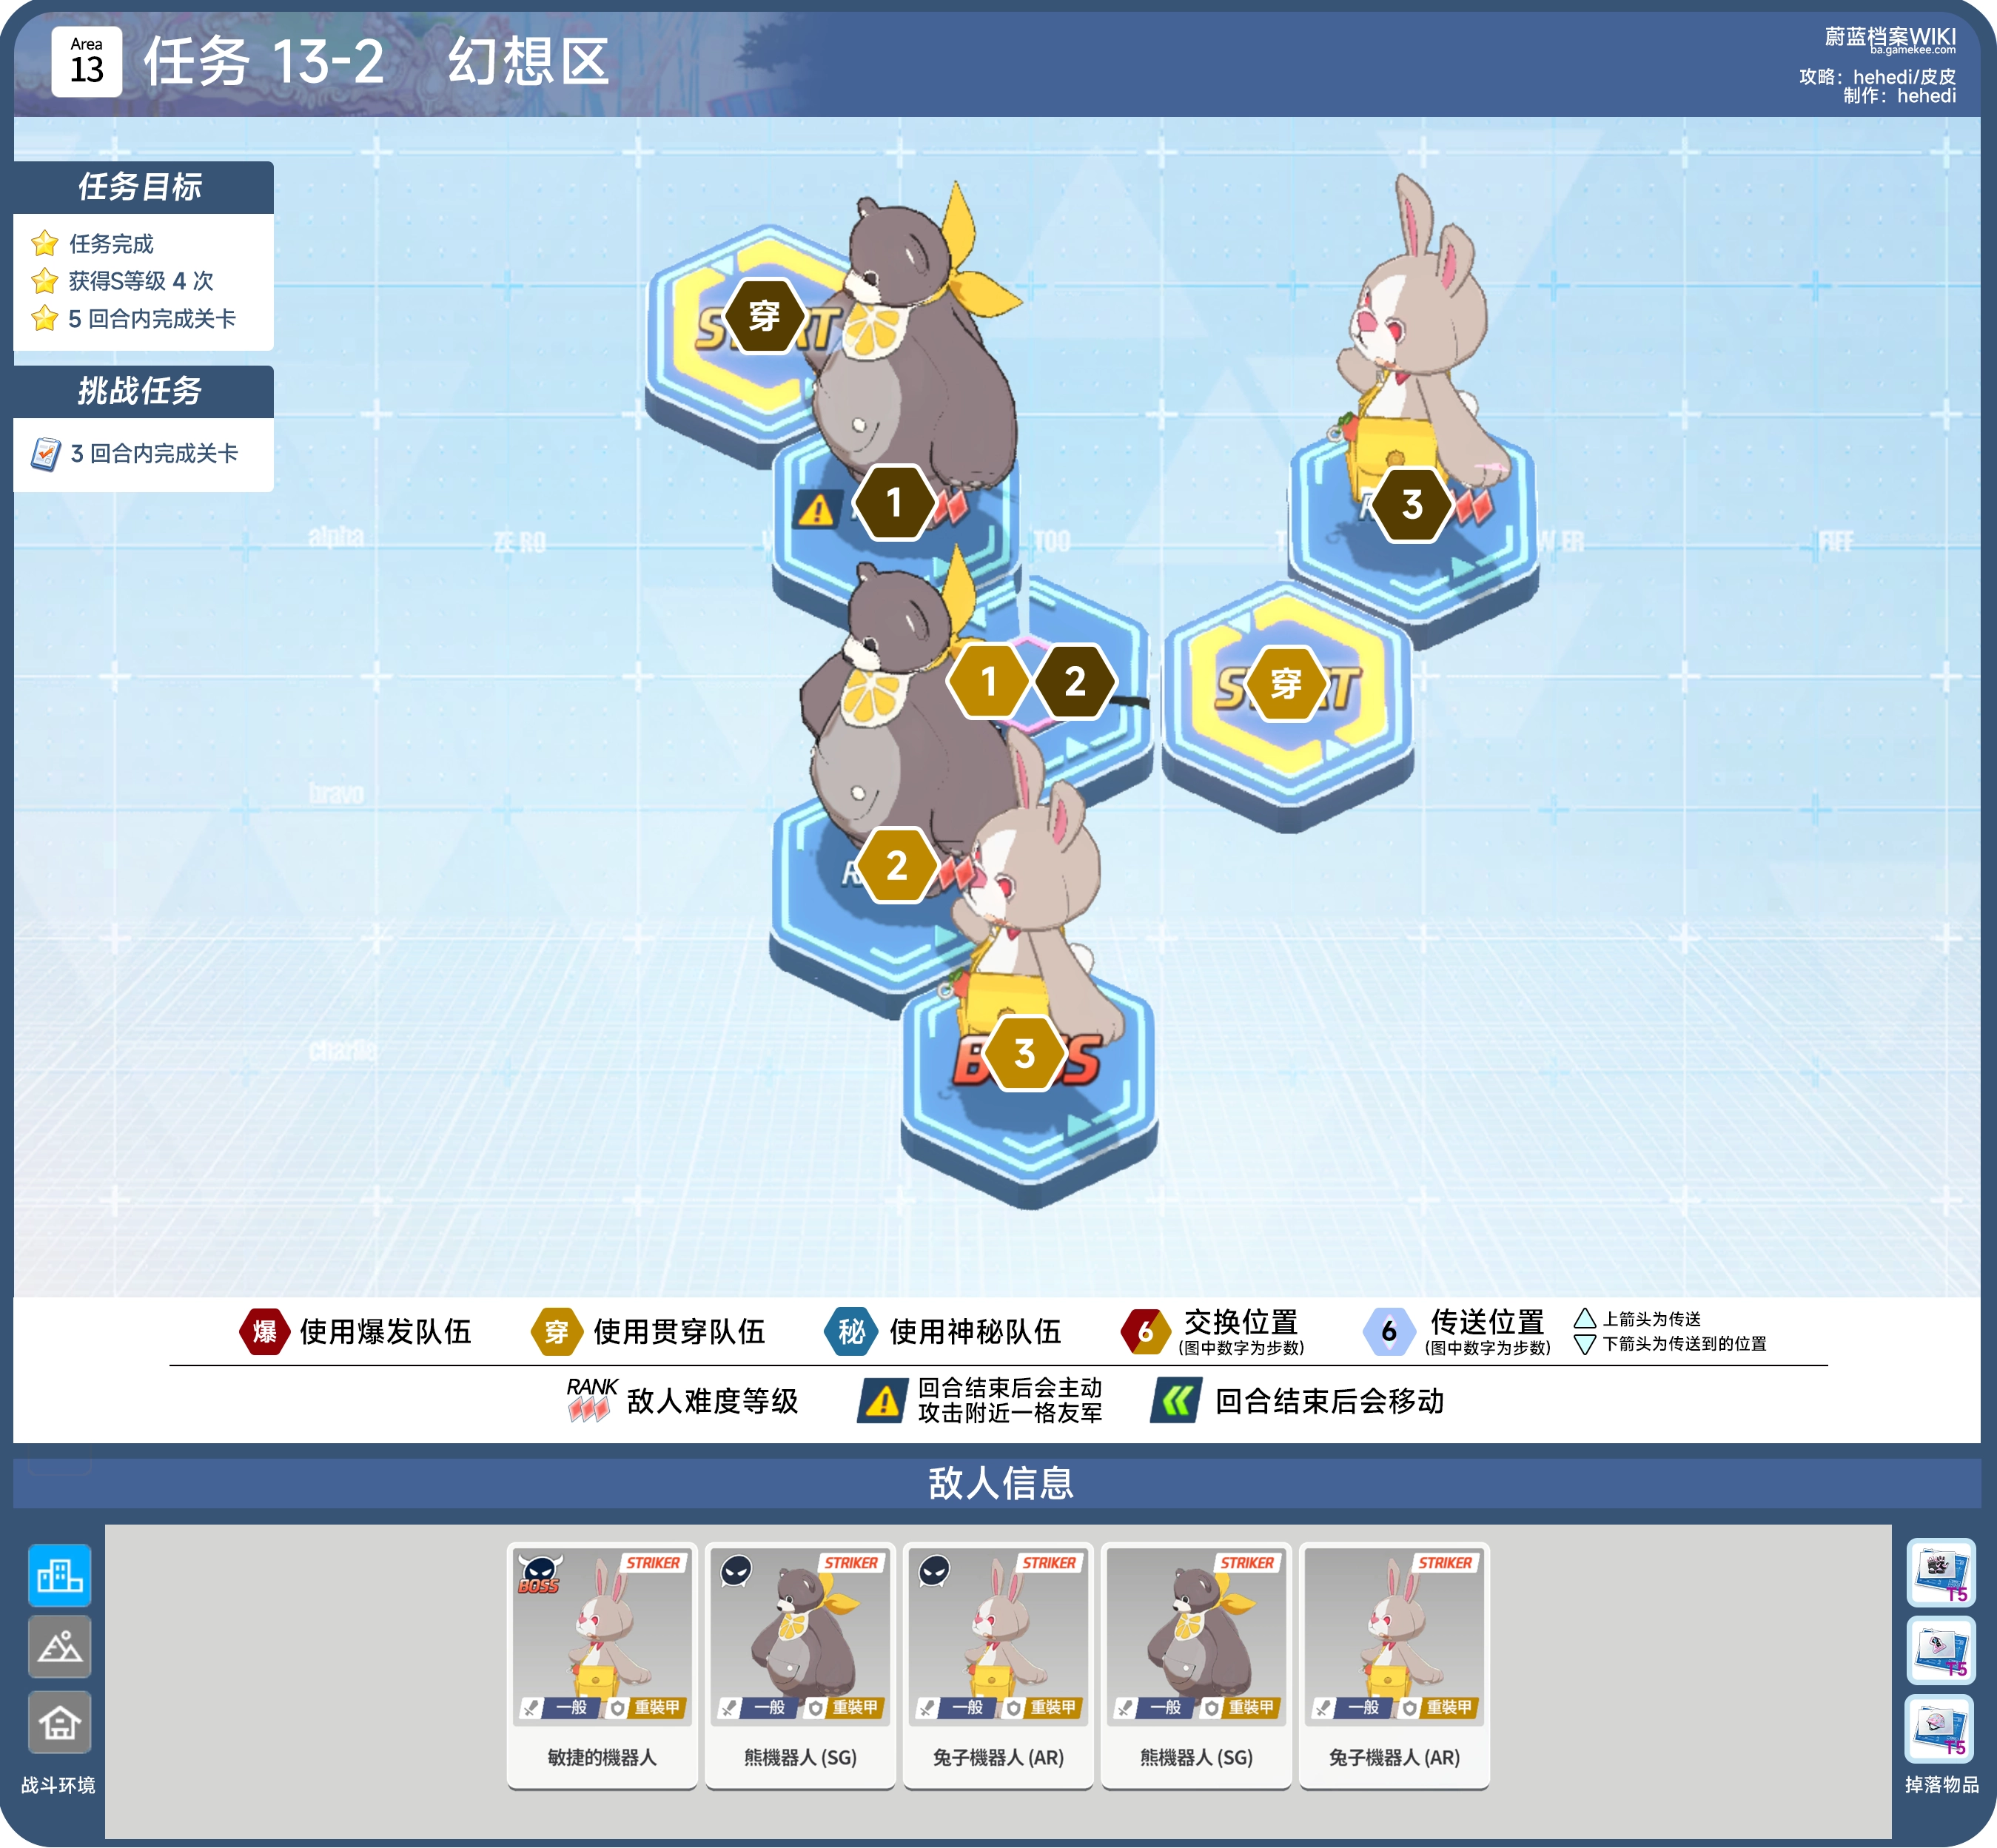 Area
13
任务 13-2 幻想区
蔚蓝档案WIKI
ba.gamekee.com
攻略：hehedi/皮皮
制作：hehedi
任务目标
任务完成
获得S等级 4 次
5 回合内完成关卡
挑战任务
3 回合内完成关卡
穿
1
3
alpha
ZERO
TOO
FIFF
1
2
穿
bravo
2
charlie
3
爆 使用爆发队伍
穿 使用贯穿队伍
秘 使用神秘队伍
6 交换位置
(图中数字为步数)
6 传送位置
(图中数字为步数)
上箭头为传送
下箭头为传送到的位置
RANK 敌人难度等级
回合结束后会主动
攻击附近一格友军
回合结束后会移动
敌人信息
BOSS STRIKER
一般 重裝甲
敏捷的機器人
STRIKER
一般 重裝甲
熊機器人 (SG)
STRIKER
一般 重裝甲
兔子機器人 (AR)
STRIKER
一般 重裝甲
熊機器人 (SG)
STRIKER
一般 重裝甲
兔子機器人 (AR)
战斗环境
T5
T5
T5
掉落物品